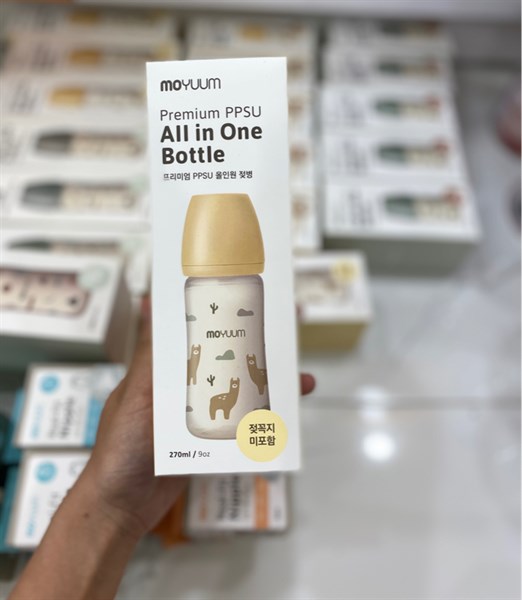 moYUUM
Premium PPSU
All in One
Bottle
프리미엄 PPSU 올인원 젖병
moYUUM
젖꼭지
미포함
270ml / 9oz